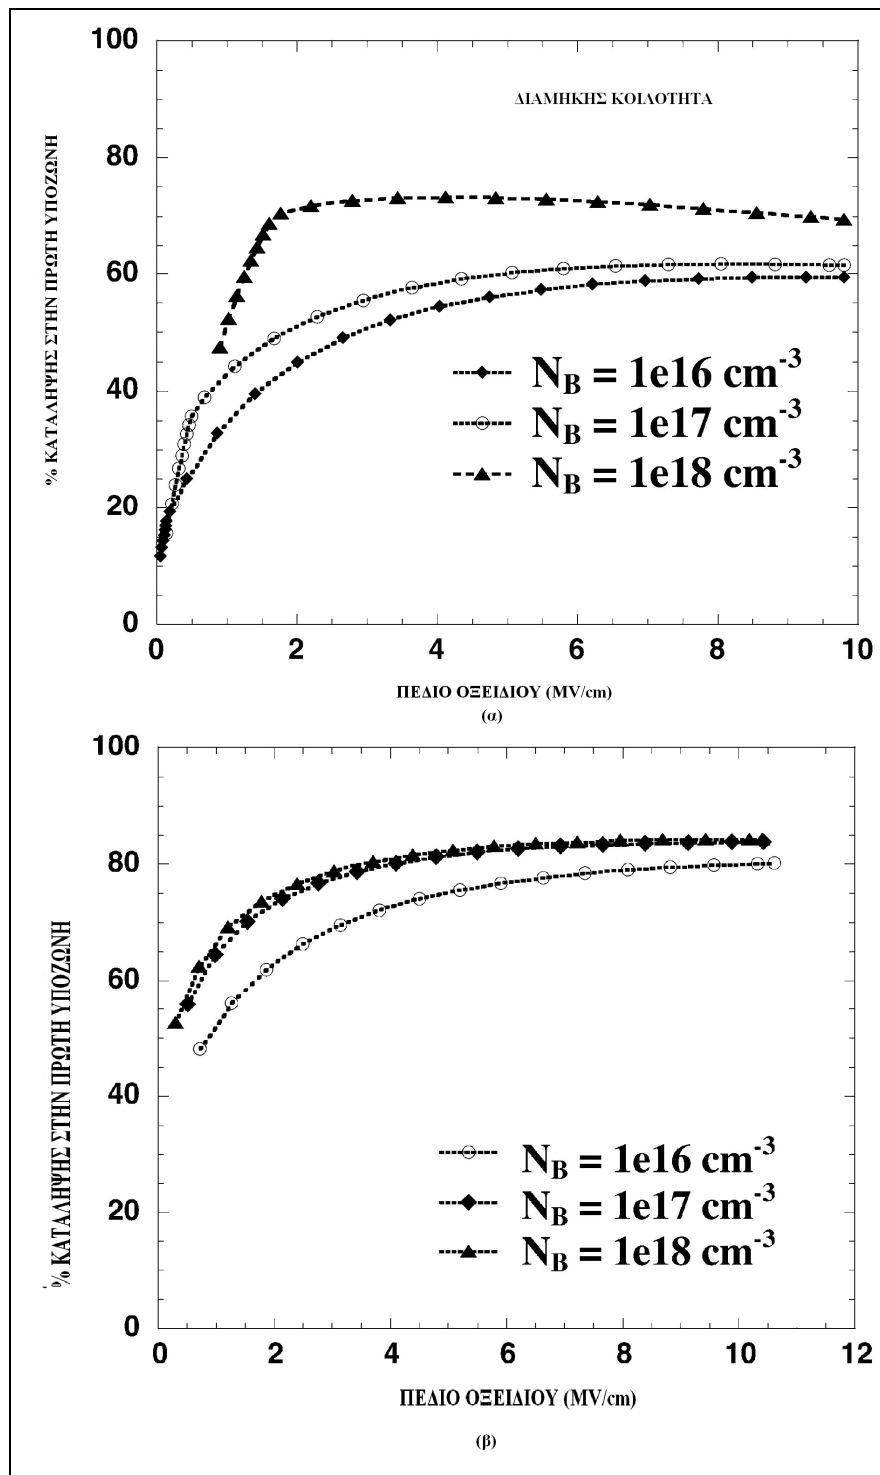 100
80
60
40
20
0
% ΚΑΤΑΛΗΨΗΣ ΣΤΗΝ ΠΡΩΤΗ ΥΠΟΖΩΝΗ
ΔΙΑΜΗΚΗΣ ΚΟΙΛΟΤΗΤΑ
N_B = 1e16 cm^-3
N_B = 1e17 cm^-3
N_B = 1e18 cm^-3
0 2 4 6 8 10
ΠΕΔΙΟ ΟΞΕΙΔΙΟΥ (MV/cm)
(α)
100
80
60
40
20
0
% ΚΑΤΑΛΗΨΗΣ ΣΤΗΝ ΠΡΩΤΗ ΥΠΟΖΩΝΗ
N_B = 1e16 cm^-3
N_B = 1e17 cm^-3
N_B = 1e18 cm^-3
0 2 4 6 8 10 12
ΠΕΔΙΟ ΟΞΕΙΔΙΟΥ (MV/cm)
(β)